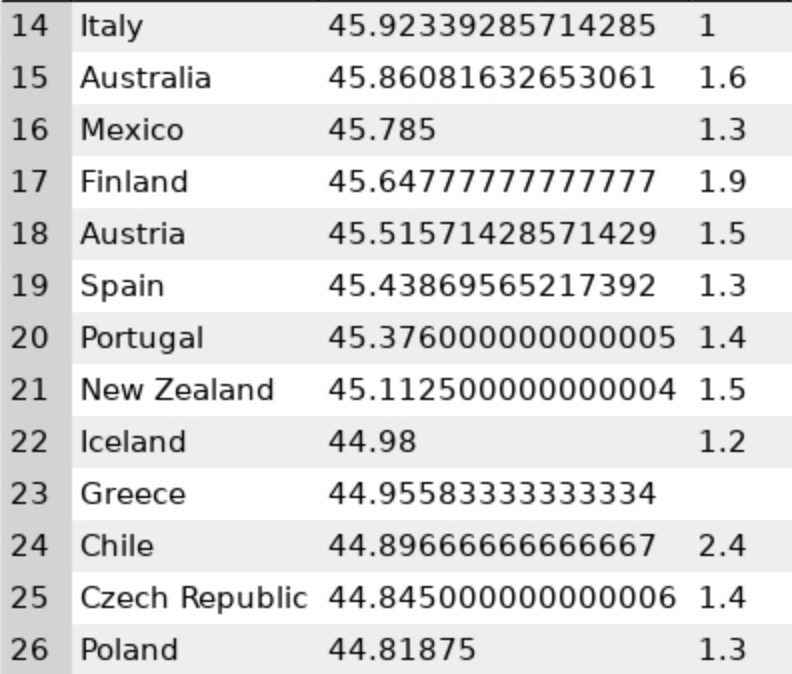 14 Italy 45.92339285714285 1
15 Australia 45.86081632653061 1.6
16 Mexico 45.785 1.3
17 Finland 45.64777777777777 1.9
18 Austria 45.51571428571429 1.5
19 Spain 45.43869565217392 1.3
20 Portugal 45.376000000000005 1.4
21 New Zealand 45.112500000000004 1.5
22 Iceland 44.98 1.2
23 Greece 44.95583333333334
24 Chile 44.89666666666667 2.4
25 Czech Republic 44.845000000000006 1.4
26 Poland 44.81875 1.3